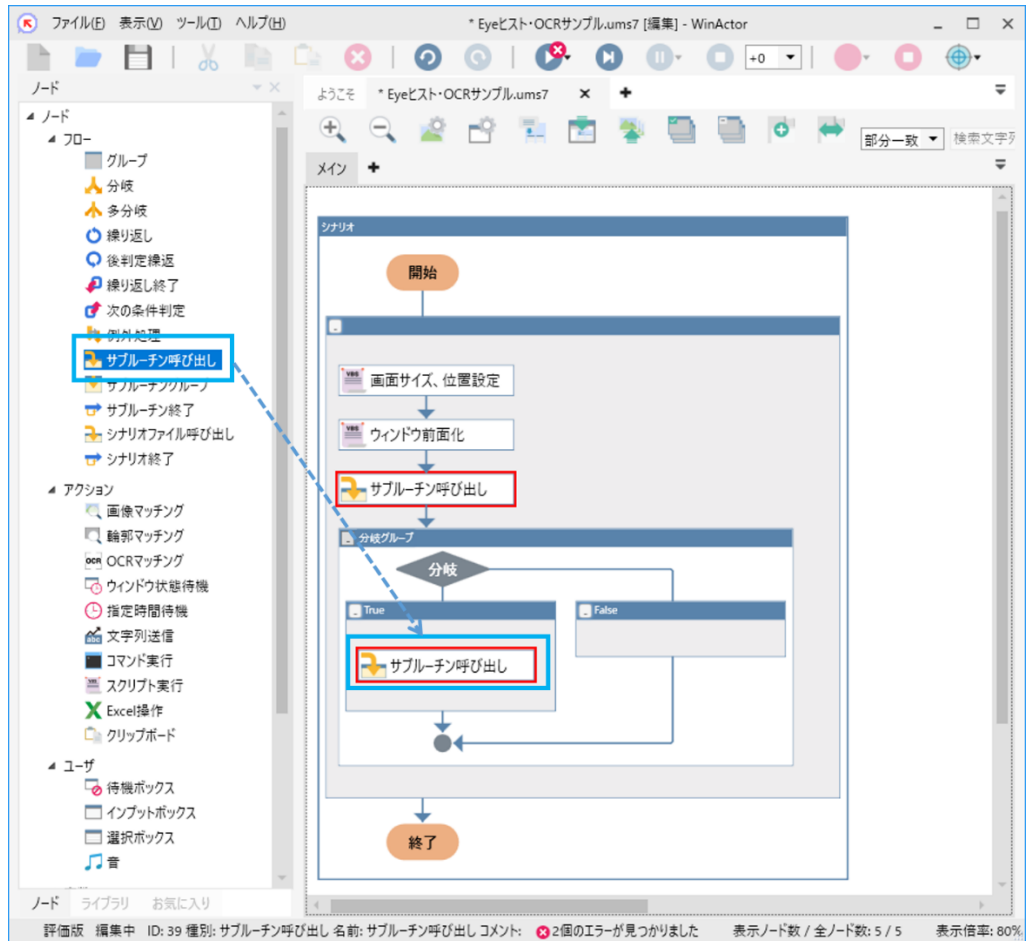 ファイル(F) 表示(V) ツール(T) ヘルプ(H)
* Eyeヒスト・OCRサンプル.ums7 [編集] - WinActor
+0
ノード
ようこそ
* Eyeヒスト・OCRサンプル.ums7
部分一致
検索文字列
メイン
ノード
フロー
グループ
分岐
多分岐
繰り返し
後判定繰返
繰り返し終了
次の条件判定
例外処理
サブルーチン呼び出し
サブルーチングループ
サブルーチン終了
シナリオファイル呼び出し
シナリオ終了
アクション
画像マッチング
輪郭マッチング
OCR OCRマッチング
ウィンドウ状態待機
指定時間待機
abc 文字列送信
コマンド実行
スクリプト実行
Excel操作
クリップボード
ユーザ
待機ボックス
インプットボックス
選択ボックス
音
ノード ライブラリ お気に入り
シナリオ
開始
VBS 画面サイズ、位置設定
VBS ウィンドウ前面化
サブルーチン呼び出し
分岐グループ
分岐
True
False
サブルーチン呼び出し
終了
評価版 編集中 ID: 39 種別: サブルーチン呼び出し 名前: サブルーチン呼び出し コメント: 2個のエラーが見つかりました 表示ノード数 / 全ノード数: 5 / 5 表示倍率: 80%